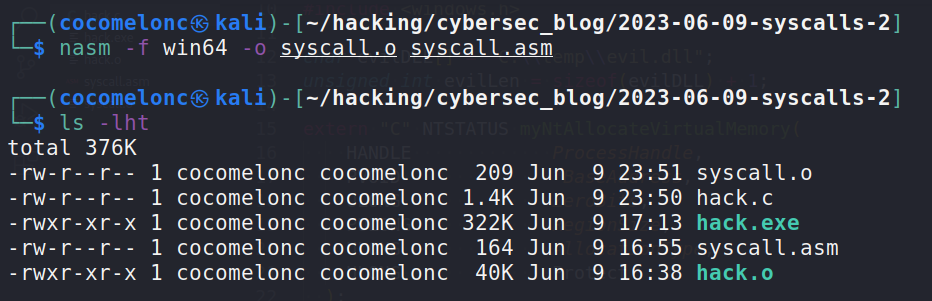 ┌──(cocomelonc㉿kali)-[~/hacking/cybersec_blog/2023-06-09-syscalls-2]
└─$ nasm -f win64 -o syscall.o syscall.asm
┌──(cocomelonc㉿kali)-[~/hacking/cybersec_blog/2023-06-09-syscalls-2]
└─$ ls -lht
total 376K
-rw-r--r-- 1 cocomelonc cocomelonc  209 Jun  9 23:51 syscall.o
-rw-r--r-- 1 cocomelonc cocomelonc 1.4K Jun  9 23:50 hack.c
-rwxr-xr-x 1 cocomelonc cocomelonc 322K Jun  9 17:13 hack.exe
-rw-r--r-- 1 cocomelonc cocomelonc  164 Jun  9 16:55 syscall.asm
-rwxr-xr-x 1 cocomelonc cocomelonc  40K Jun  9 16:38 hack.o